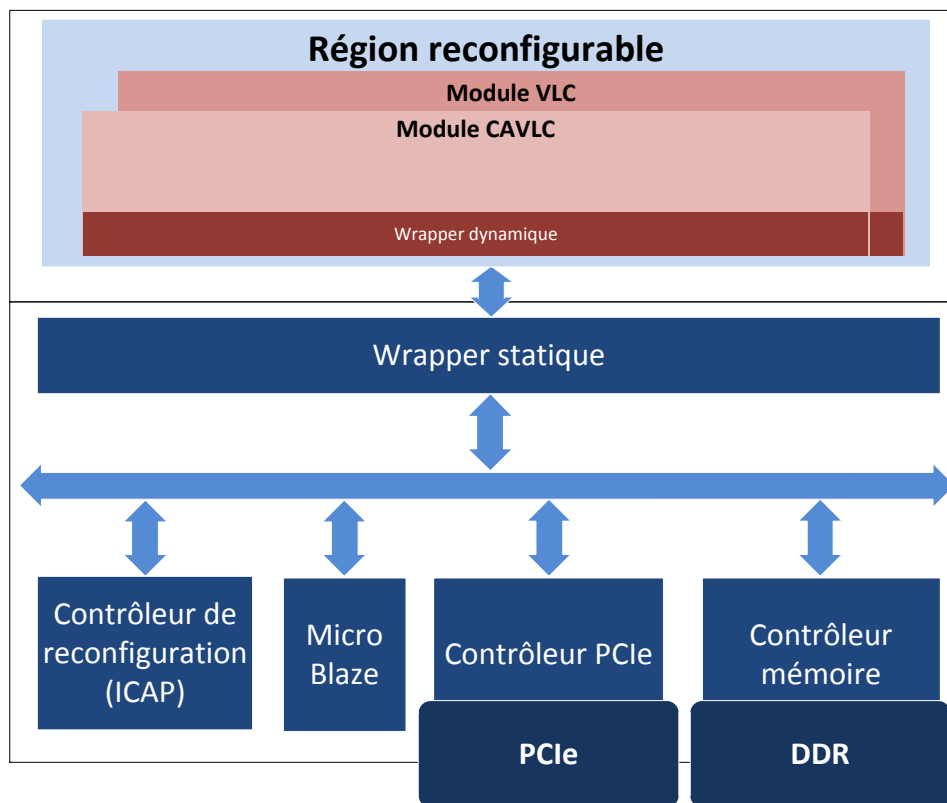 Région reconfigurable
Module VLC
Module CAVLC
Wrapper dynamique
Wrapper statique
Contrôleur de
reconfiguration
(ICAP)
Micro
Blaze
Contrôleur PCIe
Contrôleur
mémoire
PCIe
DDR